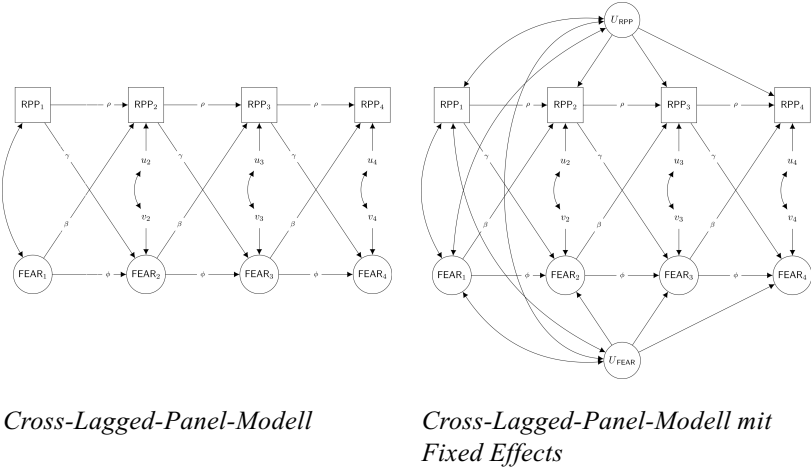 U_RPP
RPP₁ ρ RPP₂ ρ RPP₃ ρ RPP₄
RPP₁ ρ RPP₂ ρ RPP₃ ρ RPP₄
γ u₂ γ u₃ γ u₄
γ u₂ γ u₃ γ u₄
β v₂ β v₃ β v₄
β v₂ β v₃ β v₄
FEAR₁ ϕ FEAR₂ ϕ FEAR₃ ϕ FEAR₄
FEAR₁ ϕ FEAR₂ ϕ FEAR₃ ϕ FEAR₄
U_FEAR
Cross-Lagged-Panel-Modell
Cross-Lagged-Panel-Modell mit
Fixed Effects